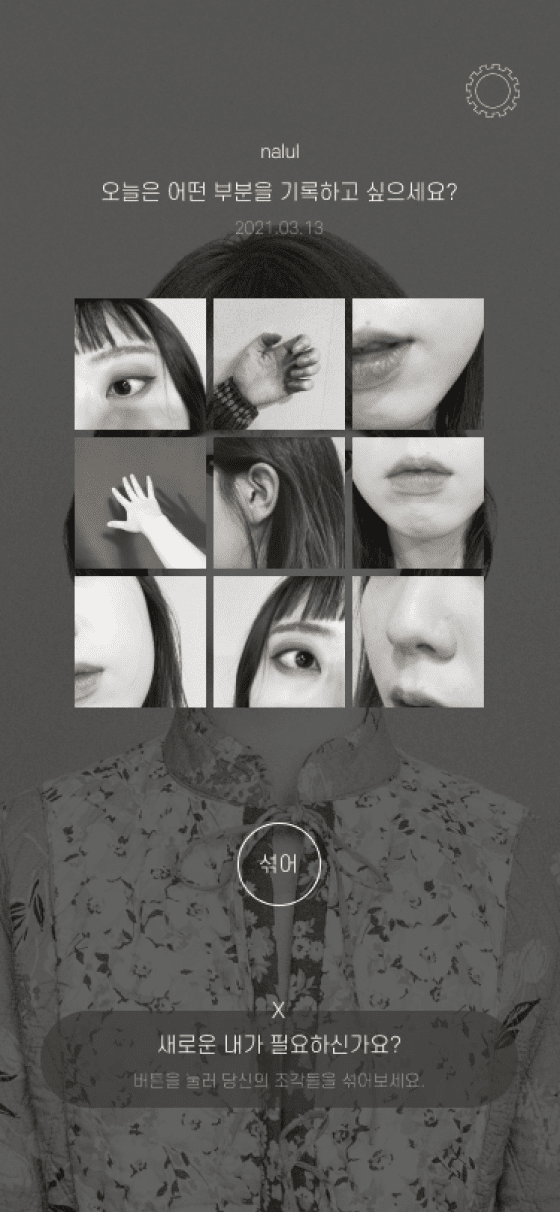 nalul
오늘은 어떤 부분을 기록하고 싶으세요?
2021.03.13
섞어
X
새로운 내가 필요하신가요?
버튼을 눌러 당신의 조각들을 섞어보세요.